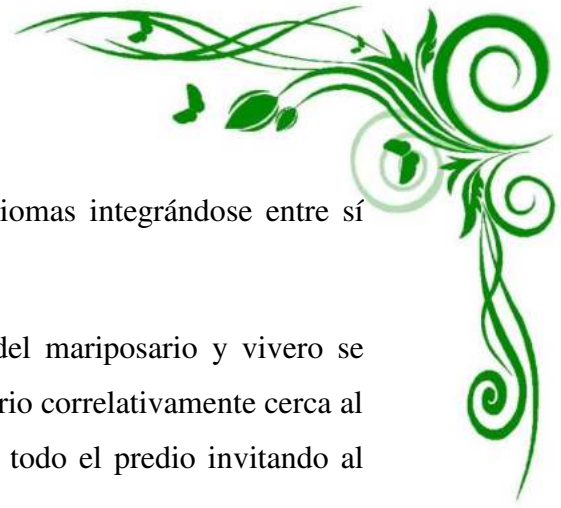 iomas integrándose entre sí
del mariposario y vivero se
rio correlativamente cerca al
todo el predio invitando al